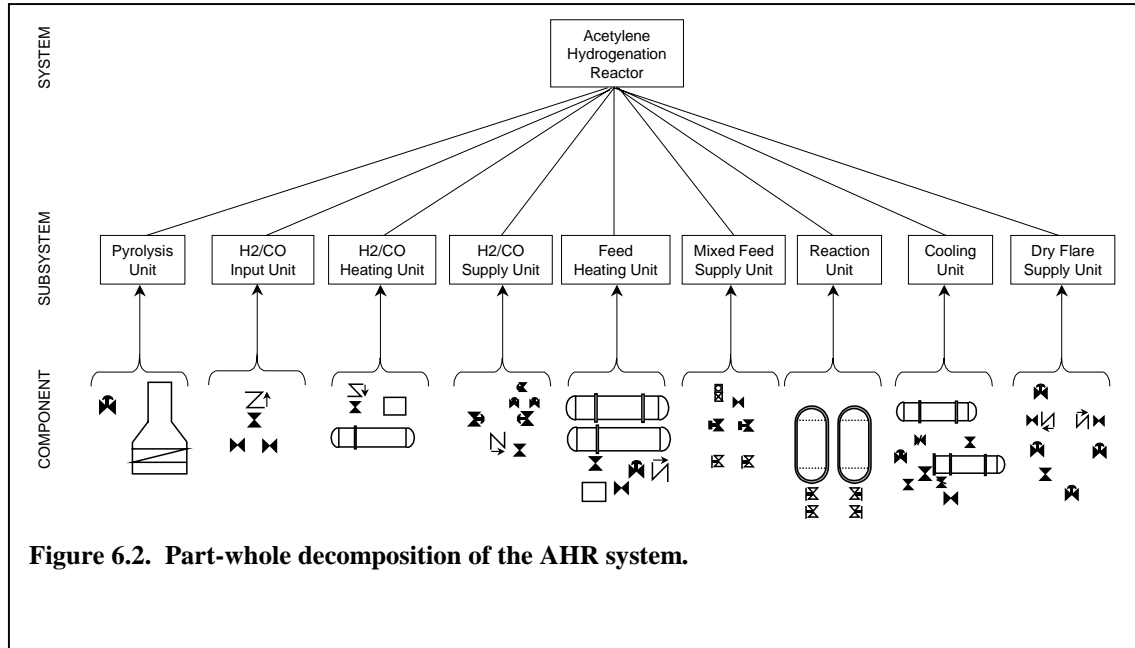 SYSTEM
Acetylene
Hydrogenation
Reactor
SUBSYSTEM
Pyrolysis
Unit
H2/CO
Input Unit
H2/CO
Heating Unit
H2/CO
Supply Unit
Feed
Heating Unit
Mixed Feed
Supply Unit
Reaction
Unit
Cooling
Unit
Dry Flare
Supply Unit
COMPONENT
Figure 6.2. Part-whole decomposition of the AHR system.